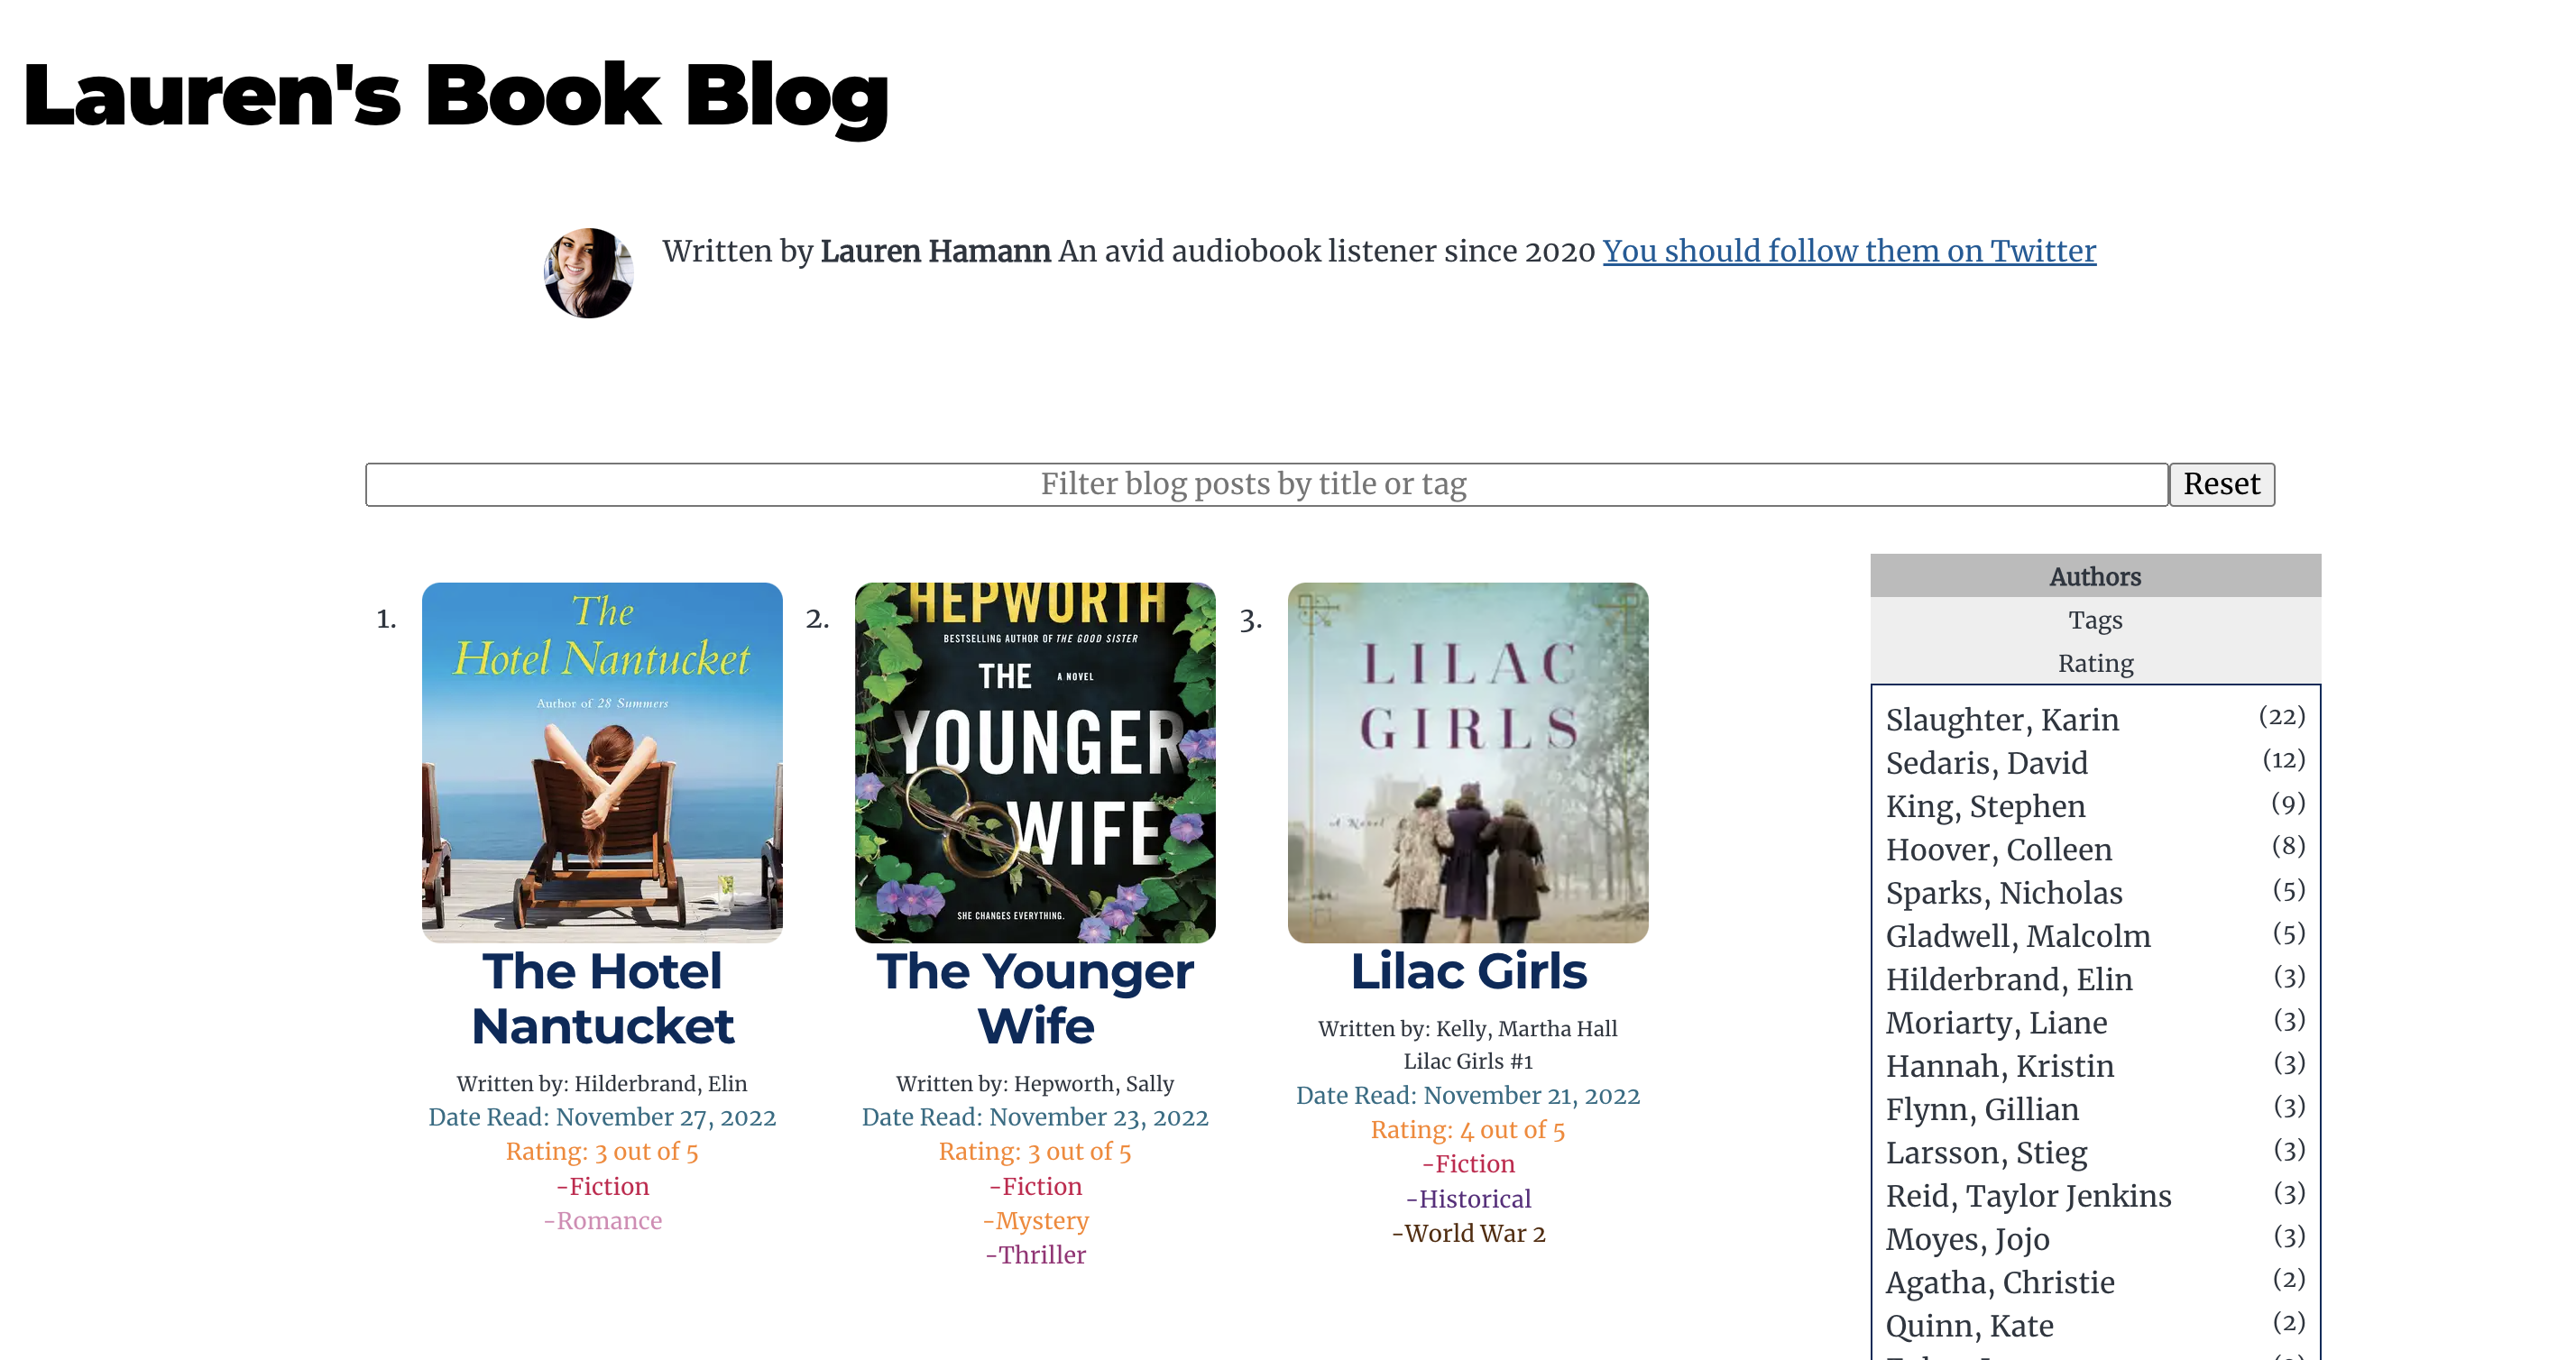 Lauren's Book Blog
Written by Lauren Hamann An avid audiobook listener since 2020 You should follow them on Twitter
Filter blog posts by title or tag
Reset
1.
The
Hotel Nantucket
Author of 28 Summers
The Hotel
Nantucket
Written by: Hilderbrand, Elin
Date Read: November 27, 2022
Rating: 3 out of 5
-Fiction
-Romance
2.
HEPWORTH
BESTSELLING AUTHOR OF THE GOOD SISTER
THE A NOVEL
YOUNGER
WIFE
SHE CHANGES EVERYTHING.
The Younger
Wife
Written by: Hepworth, Sally
Date Read: November 23, 2022
Rating: 3 out of 5
-Fiction
-Mystery
-Thriller
3.
LILAC
GIRLS
A Novel
Lilac Girls
Written by: Kelly, Martha Hall
Lilac Girls #1
Date Read: November 21, 2022
Rating: 4 out of 5
-Fiction
-Historical
-World War 2
Authors
Tags
Rating
Slaughter, Karin (22)
Sedaris, David (12)
King, Stephen (9)
Hoover, Colleen (8)
Sparks, Nicholas (5)
Gladwell, Malcolm (5)
Hilderbrand, Elin (3)
Moriarty, Liane (3)
Hannah, Kristin (3)
Flynn, Gillian (3)
Larsson, Stieg (3)
Reid, Taylor Jenkins (3)
Moyes, Jojo (3)
Agatha, Christie (2)
Quinn, Kate (2)